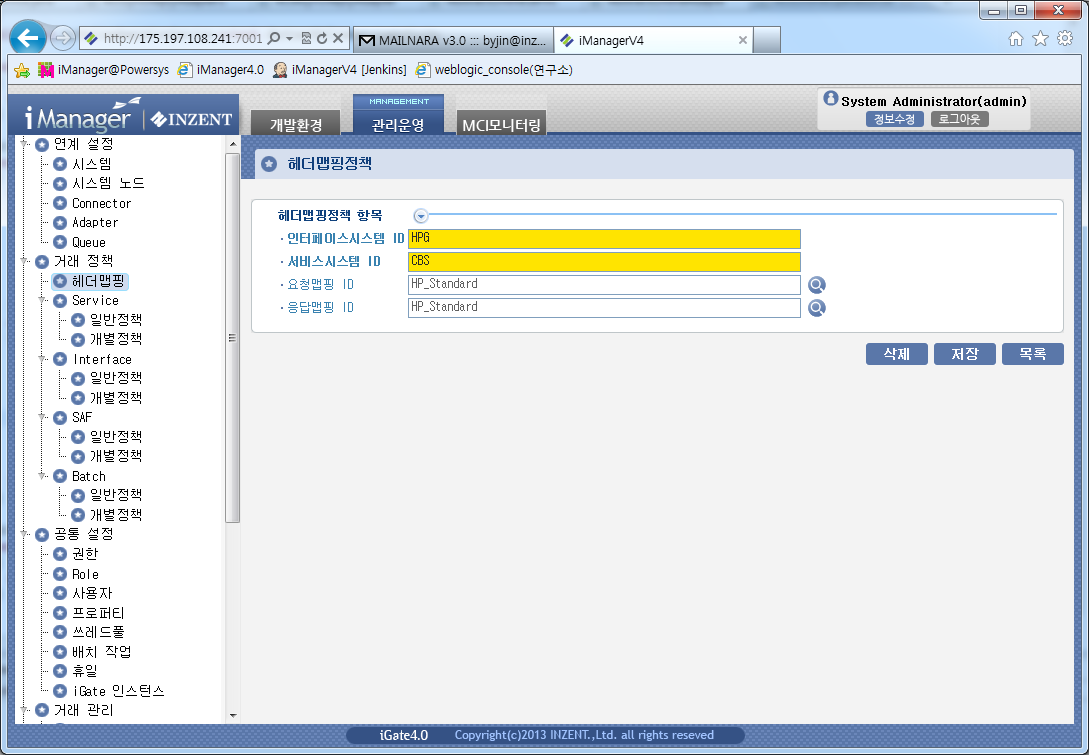 http://175.197.108.241:7001
MAILNARA v3.0 ::: byjin@inz...
iManagerV4
iManager@Powersys
iManager4.0
iManagerV4 [Jenkins]
weblogic_console(연구소)
iManager
INZENT
개발환경
MANAGEMENT
관리운영
MCI모니터링
System Administrator(admin)
정보수정
로그아웃
연계 설정
시스템
시스템 노드
Connector
Adapter
Queue
거래 정책
헤더맵핑
Service
일반정책
개별정책
Interface
일반정책
개별정책
SAF
일반정책
개별정책
Batch
일반정책
개별정책
공통 설정
권한
Role
사용자
프로퍼티
쓰레드풀
배치 작업
휴일
iGate 인스턴스
거래 관리
헤더맵핑정책
헤더맵핑정책 항목
·인터페이스시스템 ID HPG
·서비스시스템 ID CBS
·요청맵핑 ID HP_Standard
·응답맵핑 ID HP_Standard
삭제
저장
목록
iGate4.0
Copyright(c)2013 INZENT.,Ltd. all rights reseved